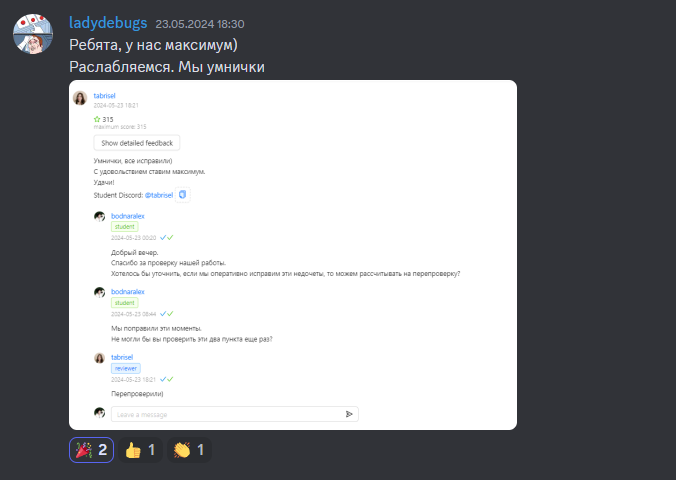 ladydebugs 23.05.2024 18:30
Ребята, у нас максимум)
Раслабляемся. Мы умнички
tabrisel
2024-05-23 18:21
315
maximum score: 315
Show detailed feedback
Умнички, все исправили)
С удовольствием ставим максимум.
Удачи!
Student Discord: @tabrisel
bodnaralex
student
2024-05-23 00:20
Добрый вечер.
Спасибо за проверку нашей работы.
Хотелось бы уточнить, если мы оперативно исправим эти недочеты, то можем рассчитывать на перепроверку?
bodnaralex
student
2024-05-23 08:44
Мы поправили эти моменты.
Не могли бы вы проверить эти два пункта еще раз?
tabrisel
reviewer
2024-05-23 18:21
Перепроверили)
Leave a message
2 1 1